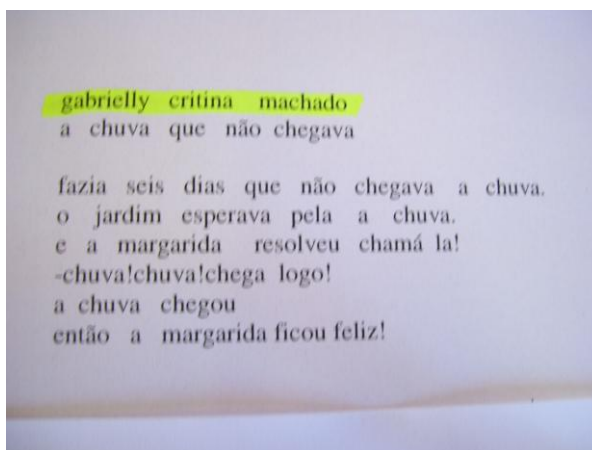 gabrielly critina machado
a chuva que não chegava
fazia seis dias que não chegava a chuva.
o jardim esperava pela a chuva.
e a margarida resolveu chamá la!
-chuva!chuva!chega logo!
a chuva chegou
então a margarida ficou feliz!